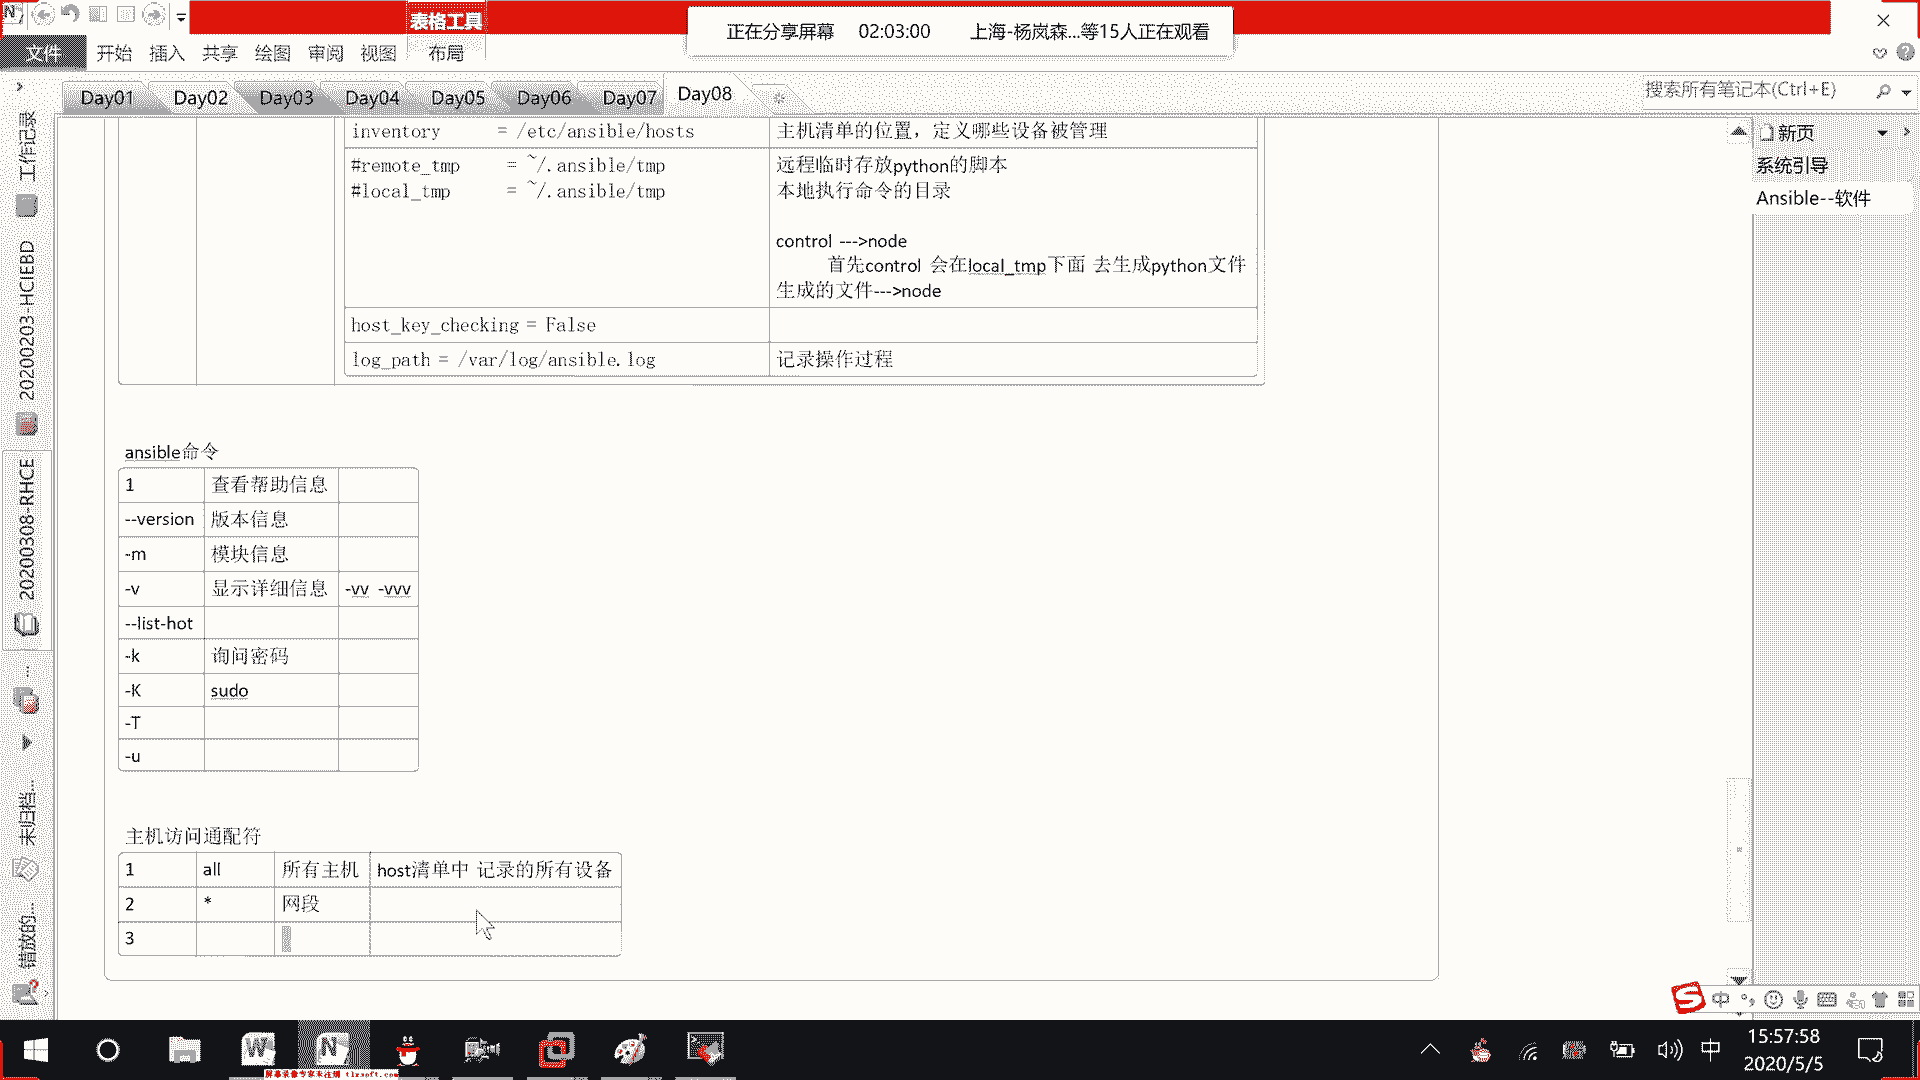 表格工具
正在分享屏幕 02:03:00 上海-杨岚森...等15人正在观看
文件 开始 插入 共享 绘图 审阅 视图 布局
Day01 Day02 Day03 Day04 Day05 Day06 Day07 Day08
搜索所有笔记本(Ctrl+E)
工作记录
20200203-HCIEBD
20200308-RHCE
未归档...
错放的...
新页
系统引导
Ansible--软件
inventory = /etc/ansible/hosts 主机清单的位置，定义哪些设备被管理
#remote_tmp = ~/.ansible/tmp 远程临时存放python的脚本
#local_tmp = ~/.ansible/tmp 本地执行命令的目录
control --->node
首先control 会在local_tmp下面 去生成python文件
生成的文件--->node
host_key_checking = False
log_path = /var/log/ansible.log 记录操作过程
ansible命令
1 查看帮助信息
--version 版本信息
-m 模块信息
-v 显示详细信息 -vv -vvv
--list-hot
-k 询问密码
-K sudo
-T
-u
主机访问通配符
1 all 所有主机 host清单中 记录的所有设备
2 * 网段
3
中
中
15:57:58
2020/5/5
屏幕录像专家未注册 tlxsoft.com